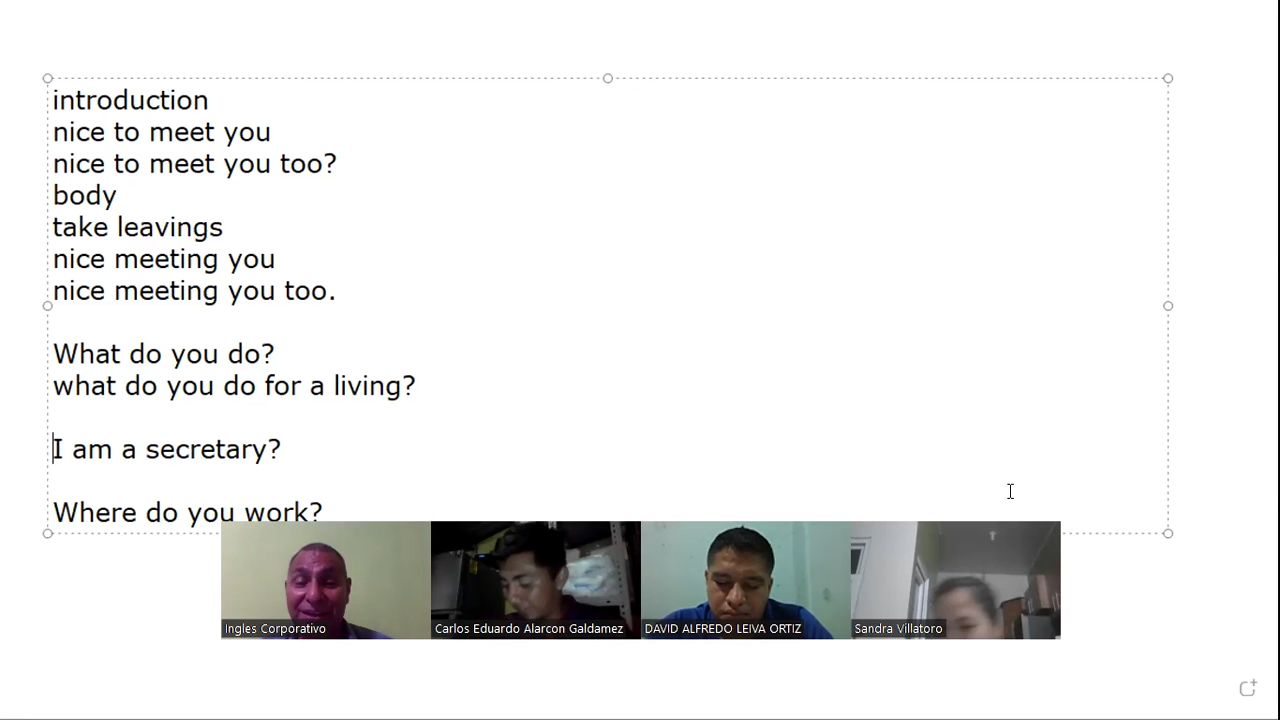 introduction
nice to meet you
nice to meet you too?
body
take leavings
nice meeting you
nice meeting you too.
What do you do?
what do you do for a living?
I am a secretary?
Where do you work?
Ingles Corporativo
Carlos Eduardo Alarcon Galdamez
DAVID ALFREDO LEIVA ORTIZ
Sandra Villatoro